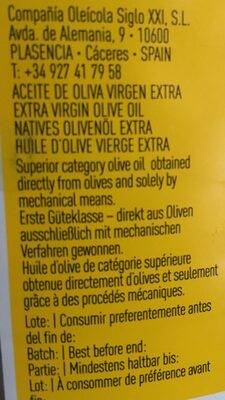 Compañía Oleícola Siglo XXI, S.L.
Avda. de Alemania, 9 • 10600
PLASENCIA • Cáceres • SPAIN
T: +34 927 41 79 58
ACEITE DE OLIVA VIRGEN EXTRA
EXTRA VIRGIN OLIVE OIL
NATIVES OLIVENÖL EXTRA
HUILE D'OLIVE VIERGE EXTRA
Superior category olive oil obtained
directly from olives and solely by
mechanical means.
Erste Güteklasse – direkt aus Oliven
ausschließlich mit mechanischen
Verfahren gewonnen.
Huile d'olive de catégorie supérieure
obtenue directement d'olives et seulement
grâce à des procédés mécaniques.
Lote: | Consumir preferentemente antes
del fin de:
Batch: | Best before end:
Partie: | Mindestens haltbar bis:
Lot: | À consommer de préférence avant
fin: